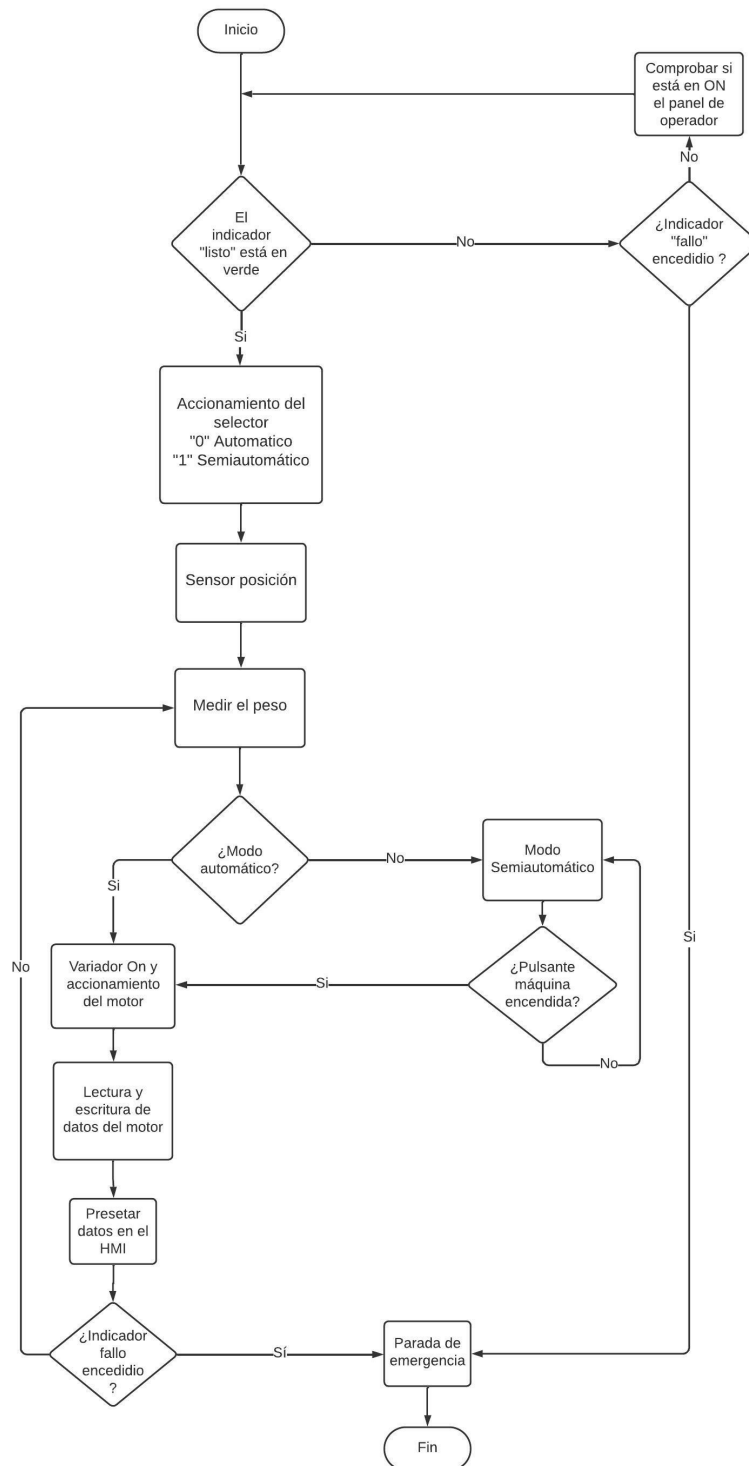 Inicio
Comprobar si
está en ON
el panel de
operador
No
El
indicador
"listo" está en
verde
No
¿Indicador
"fallo"
encedidio ?
Si
Accionamiento del
selector
"0" Automatico
"1" Semiautomático
Sensor posición
Medir el peso
¿Modo
automático?
No
Modo
Semiautomático
Si
Si
No
Variador On y
accionamiento
del motor
Si
¿Pulsante
máquina
encendida?
No
Lectura y
escritura de
datos del motor
Presetar
datos en el
HMI
¿Indicador
fallo
encedidio
?
Sí
Parada de
emergencia
Fin